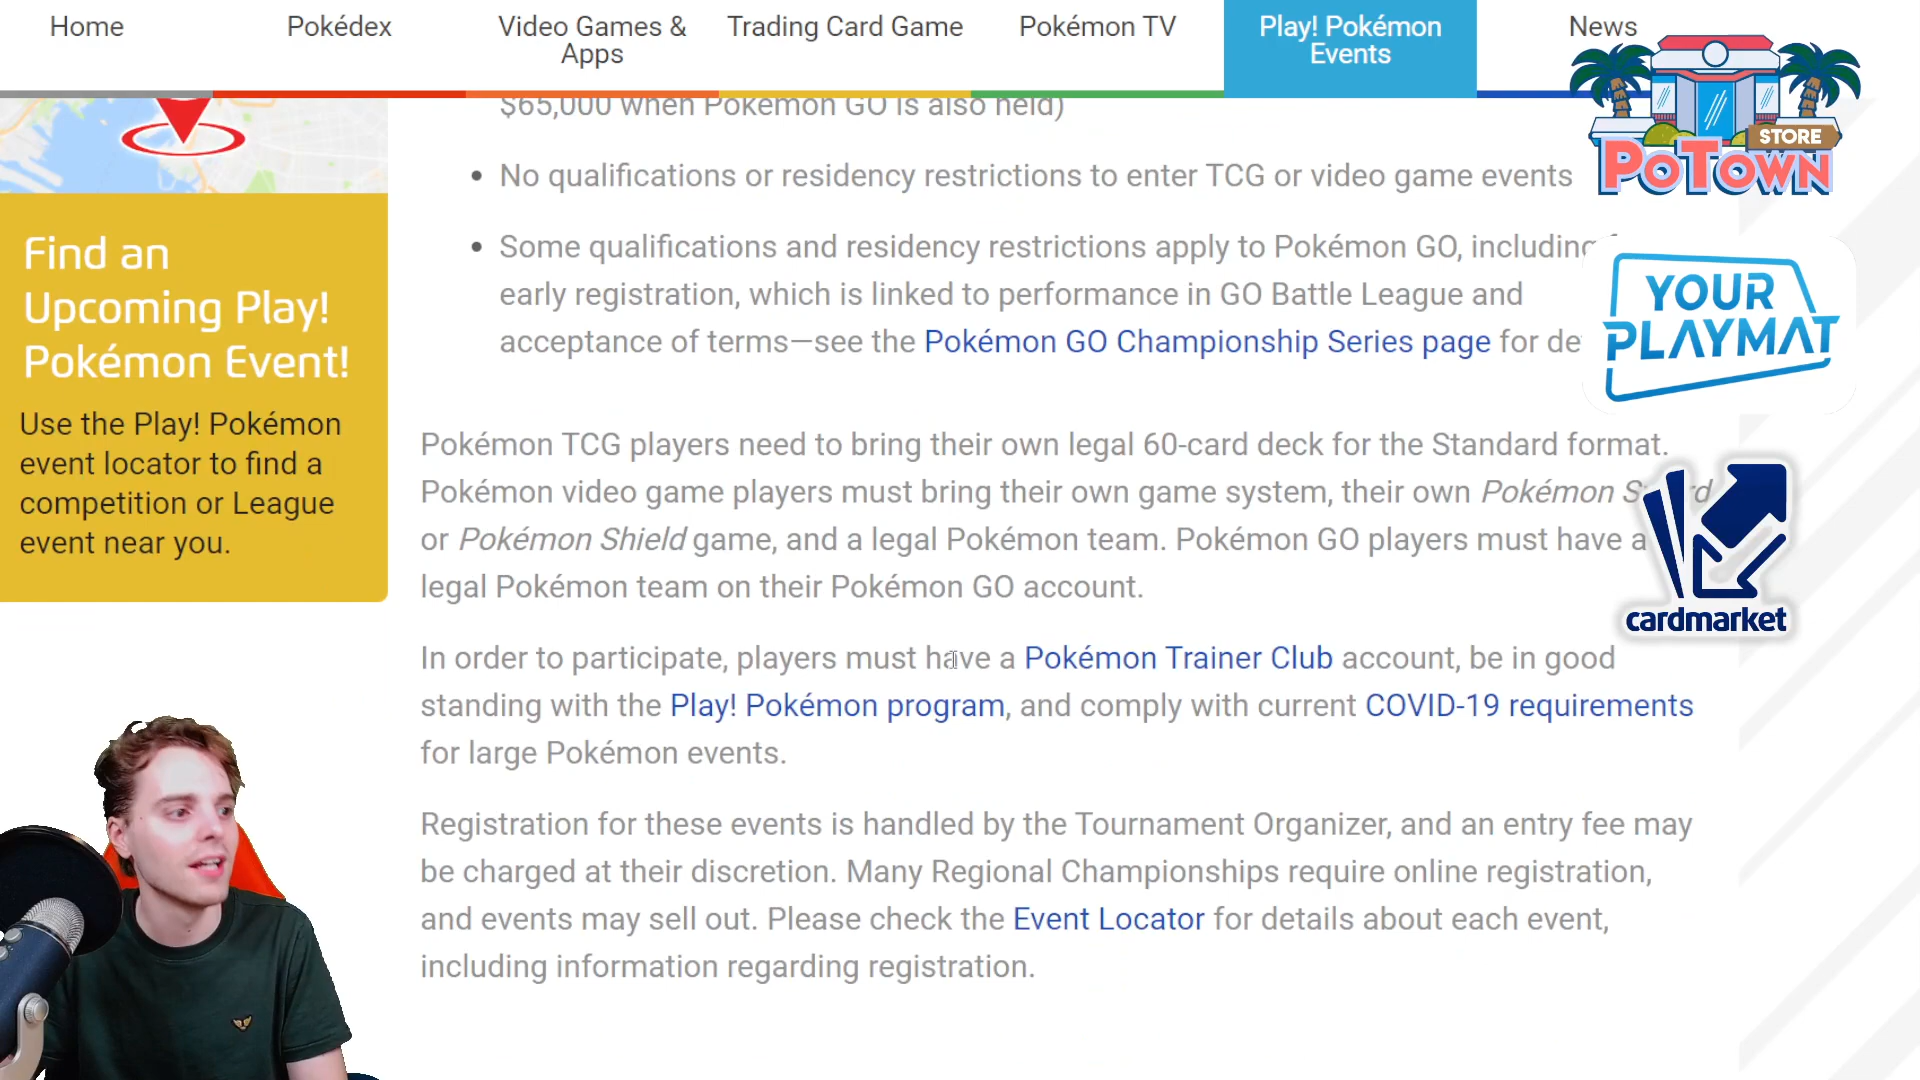 Home
Pokédex
Video Games &
Apps
Trading Card Game
Pokémon TV
Play! Pokémon
Events
News
STORE
POTOWN
$65,000 when Pokémon GO is also held)
• No qualifications or residency restrictions to enter TCG or video game events
• Some qualifications and residency restrictions apply to Pokémon GO, including
early registration, which is linked to performance in GO Battle League and
acceptance of terms—see the Pokémon GO Championship Series page for
YOUR
PLAYMAT
Find an
Upcoming Play!
Pokémon Event!
Use the Play! Pokémon
event locator to find a
competition or League
event near you.
Pokémon TCG players need to bring their own legal 60-card deck for the Standard format.
Pokémon video game players must bring their own game system, their own Pokémon
or Pokémon Shield game, and a legal Pokémon team. Pokémon GO players must have a
legal Pokémon team on their Pokémon GO account.
cardmarket
In order to participate, players must have a Pokémon Trainer Club account, be in good
standing with the Play! Pokémon program, and comply with current COVID-19 requirements
for large Pokémon events.
Registration for these events is handled by the Tournament Organizer, and an entry fee may
be charged at their discretion. Many Regional Championships require online registration,
and events may sell out. Please check the Event Locator for details about each event,
including information regarding registration.